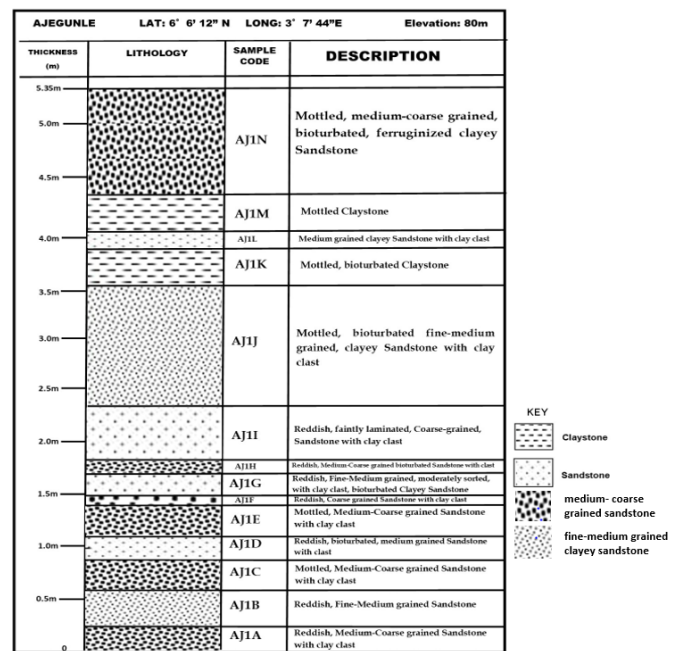 AJEGUNLE LAT: 6° 6' 12" N LONG: 3° 7' 44"E Elevation: 80m
THICKNESS
(m)
LITHOLOGY
SAMPLE
CODE
DESCRIPTION
5.35m
5.0m
4.5m
4.0m
3.5m
3.0m
2.5m
2.0m
1.5m
1.0m
0.5m
0
AJ1N
Mottled, medium-coarse grained,
bioturbated, ferruginized clayey
Sandstone
AJ1M
Mottled Claystone
AJ1L
Medium grained clayey Sandstone with clay clast
AJ1K
Mottled, bioturbated Claystone
AJ1J
Mottled, bioturbated fine-medium
grained, clayey Sandstone with clay
clast
AJ1I
Reddish, faintly laminated, Coarse-grained,
Sandstone with clay clast
AJ1H
Reddish, Medium-Coarse grained bioturbated Sandstone with clast
AJ1G
Reddish, Fine-Medium grained, moderately sorted,
with clay clast, bioturbated Clayey Sandstone
AJ1F
Reddish, Coarse grained Sandstone with clay clast
AJ1E
Mottled, Medium-Coarse grained Sandstone
with clay clast
AJ1D
Reddish, bioturbated, medium grained Sandstone
with clast
AJ1C
Mottled, Medium-Coarse grained Sandstone
with clay clast
AJ1B
Reddish, Fine-Medium grained Sandstone
AJ1A
Reddish, Medium-Coarse grained Sandstone
with clay clast
KEY
Claystone
Sandstone
medium- coarse
grained sandstone
fine-medium grained
clayey sandstone